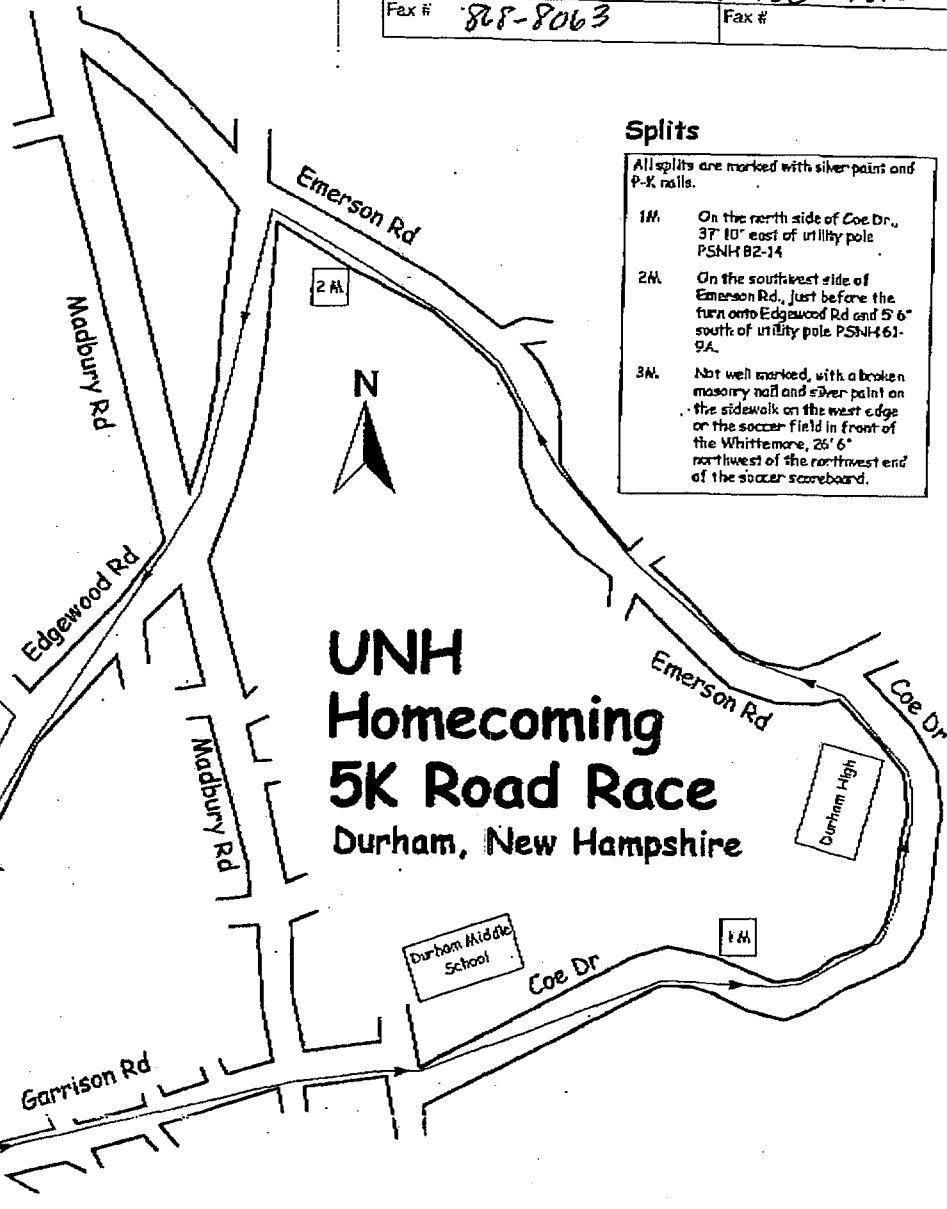 Fax #
868-8063
Fax #
Splits
All splits are marked with silver paint and
P-K nails.
1M. On the north side of Coe Dr.,
37' 10" east of utility pole
PSNH 82-14
2M. On the southwest side of
Emerson Rd., just before the
turn onto Edgewood Rd and 5' 6"
south of utility pole PSNH 61-
9A.
3M. Not well marked, with a broken
masonry nail and silver paint on
the sidewalk on the west edge
or the soccer field in front of
the Whittemore, 26' 6"
northwest of the northwest end
of the soccer scoreboard.
Emerson Rd
2 M.
Madbury Rd
N
Edgewood Rd
UNH
Homecoming
5K Road Race
Durham, New Hampshire
Emerson Rd
Coe Dr
Madbury Rd
Durham High
1 M
Durham Middle
School
Coe Dr
Garrison Rd